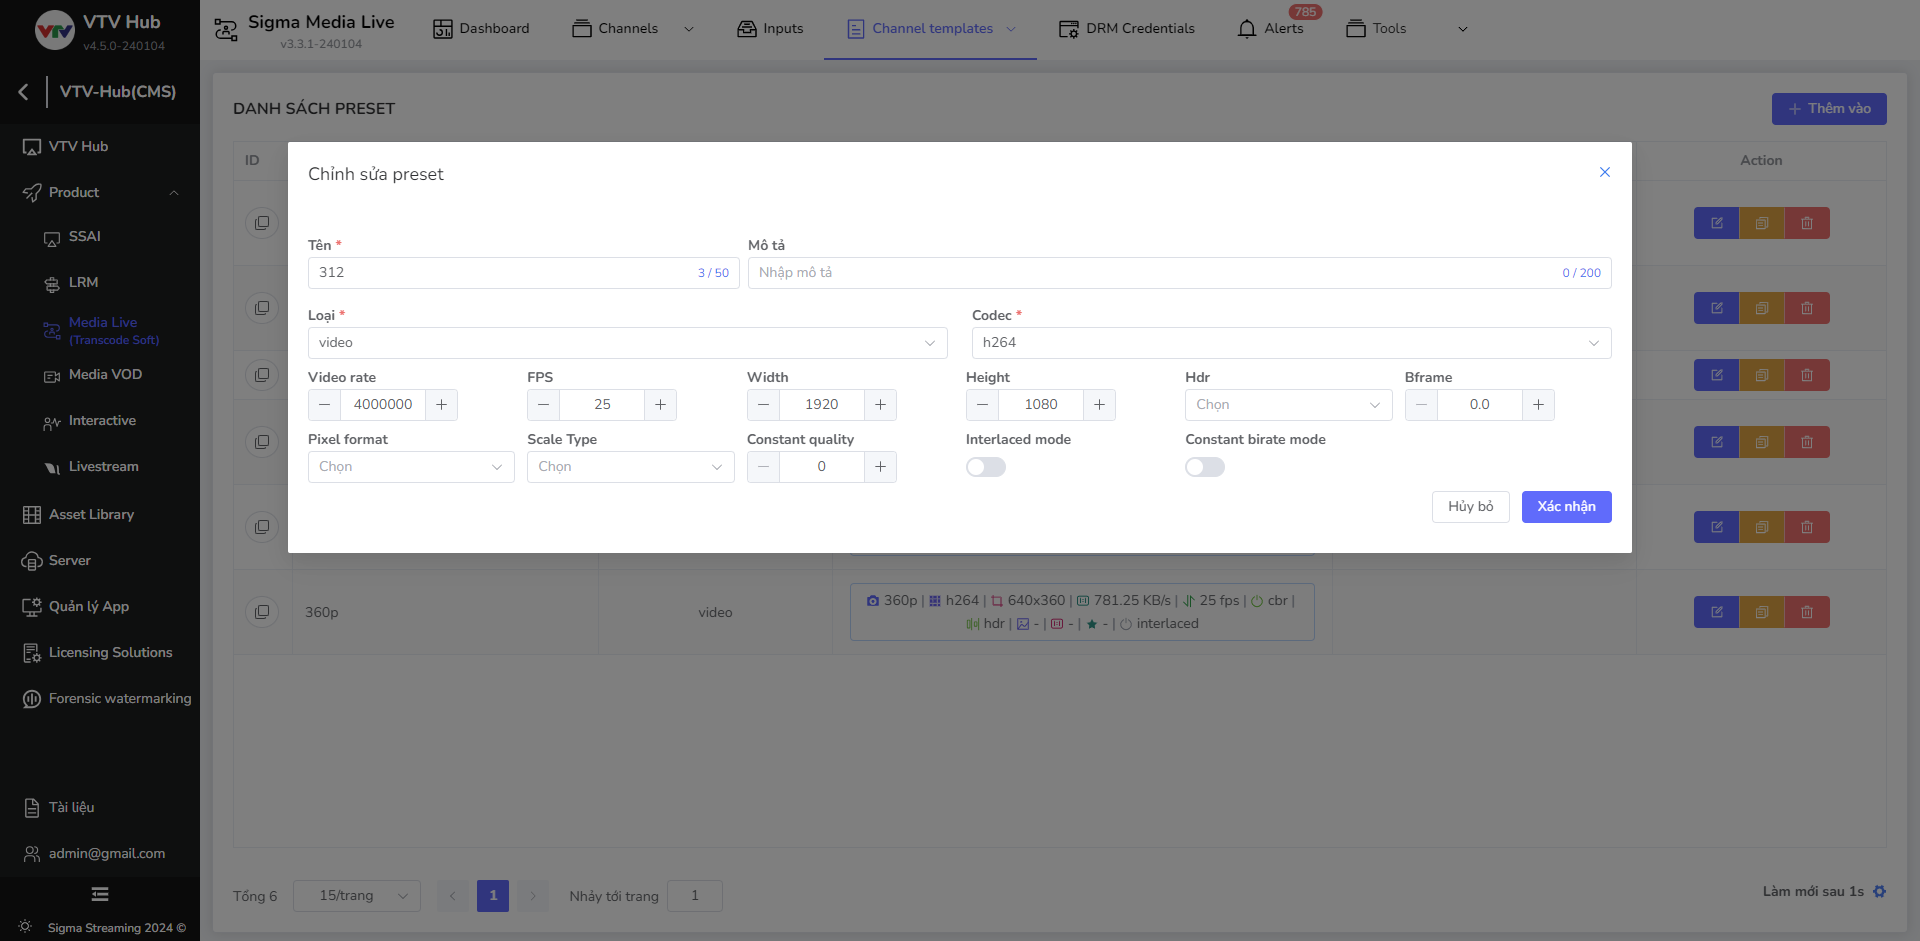 VTV Hub
v4.5.0-240104
Sigma Media Live
v3.3.1-240104
Dashboard
Channels
Inputs
Channel templates
DRM Credentials
Alerts
785
Tools
VTV-Hub(CMS)
VTV Hub
Product
SSAI
LRM
Media Live
(Transcode Soft)
Media VOD
Interactive
Livestream
Asset Library
Server
Quản lý App
Licensing Solutions
Forensic watermarking
Tài liệu
admin@gmail.com
Sigma Streaming 2024 ©
DANH SÁCH PRESET
Thêm vào
ID
Action
Chỉnh sửa preset
Tên *
Mô tả
312
3 / 50
Nhập mô tả
0 / 200
Loại *
Codec *
video
h264
Video rate
FPS
Width
Height
Hdr
Bframe
4000000
25
1920
1080
Chọn
0.0
Pixel format
Scale Type
Constant quality
Interlaced mode
Constant birate mode
Chọn
Chọn
0
Hủy bỏ
Xác nhận
360p
video
360p | h264 | 640x360 | 781.25 KB/s | 25 fps | cbr |
hdr | - | - | - | interlaced
Tổng 6
15/trang
1
Nhảy tới trang
1
Làm mới sau 1s